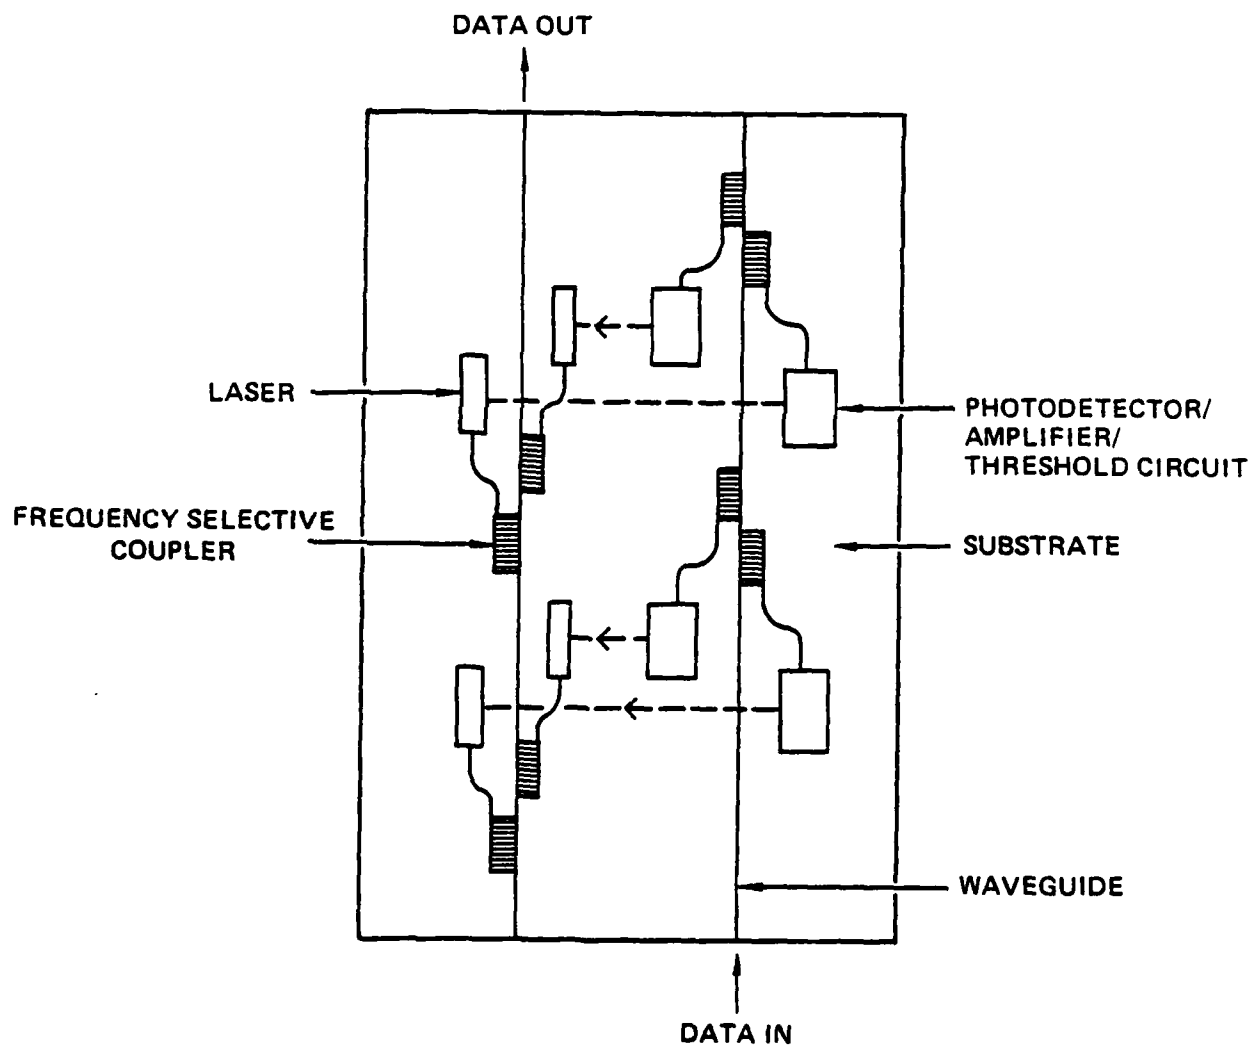 DATA OUT
LASER
PHOTODETECTOR/
AMPLIFIER/
THRESHOLD CIRCUIT
FREQUENCY SELECTIVE
COUPLER
SUBSTRATE
WAVEGUIDE
DATA IN